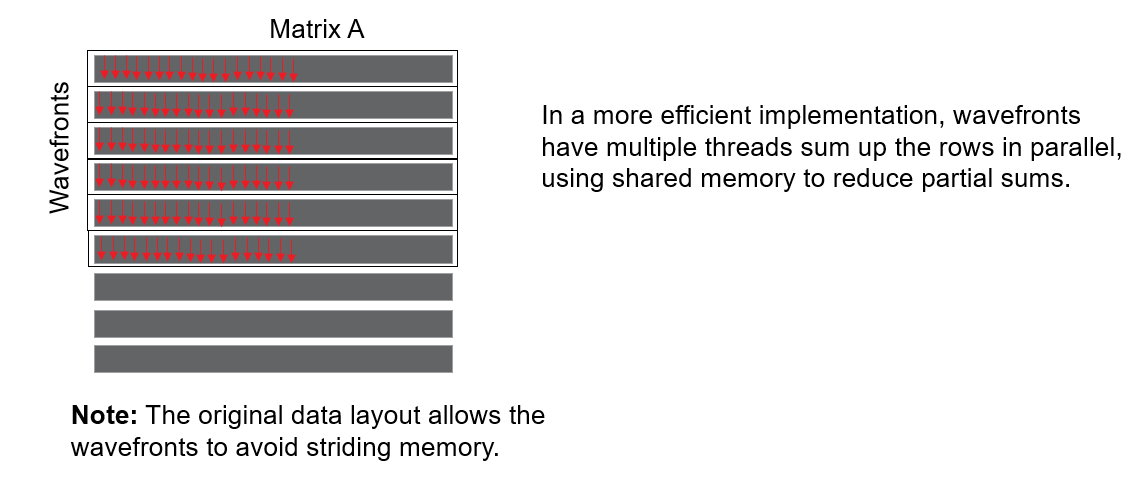 Matrix A
Wavefronts
In a more efficient implementation, wavefronts
have multiple threads sum up the rows in parallel,
using shared memory to reduce partial sums.
Note: The original data layout allows the
wavefronts to avoid striding memory.